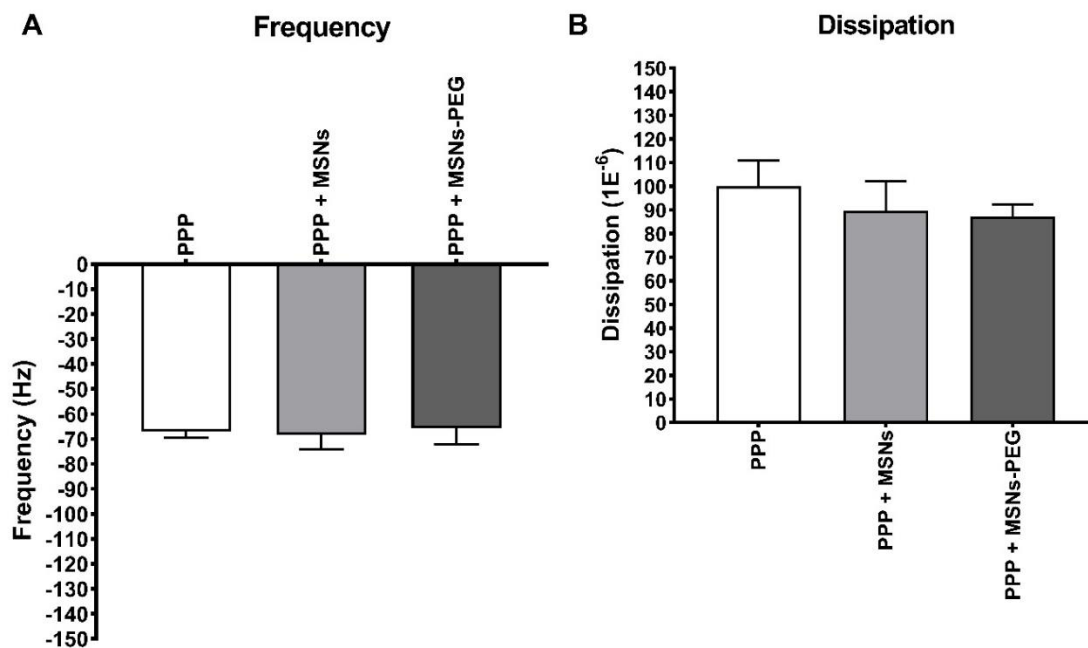 A
Frequency
PPP
PPP + MSNs
PPP + MSNs-PEG
Frequency (Hz)
0
-10
-20
-30
-40
-50
-60
-70
-80
-90
-100
-110
-120
-130
-140
-150
B
Dissipation
Dissipation (1E⁻⁶)
150
140
130
120
110
100
90
80
70
60
50
40
30
20
10
0
PPP
PPP + MSNs
PPP + MSNs-PEG